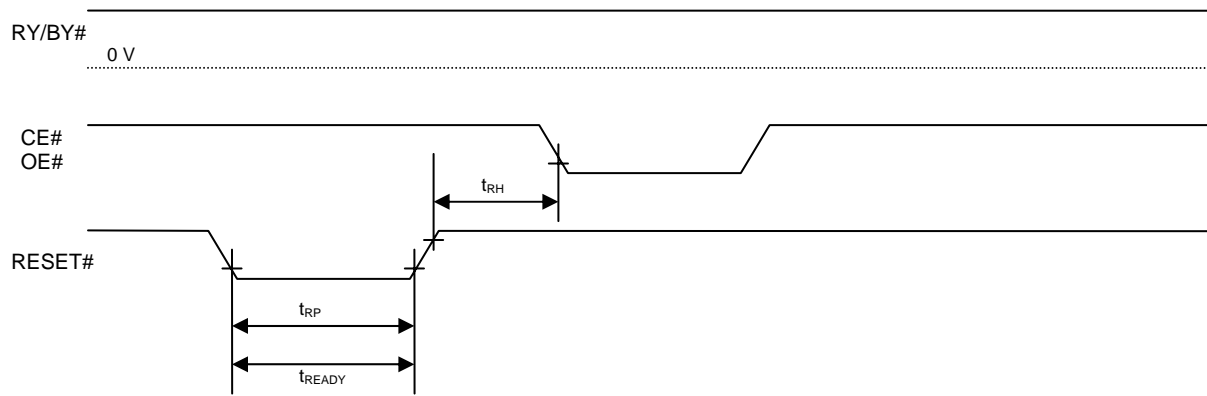 RY/BY#
0 V
CE#
OE#
tRH
RESET#
tRP
tREADY